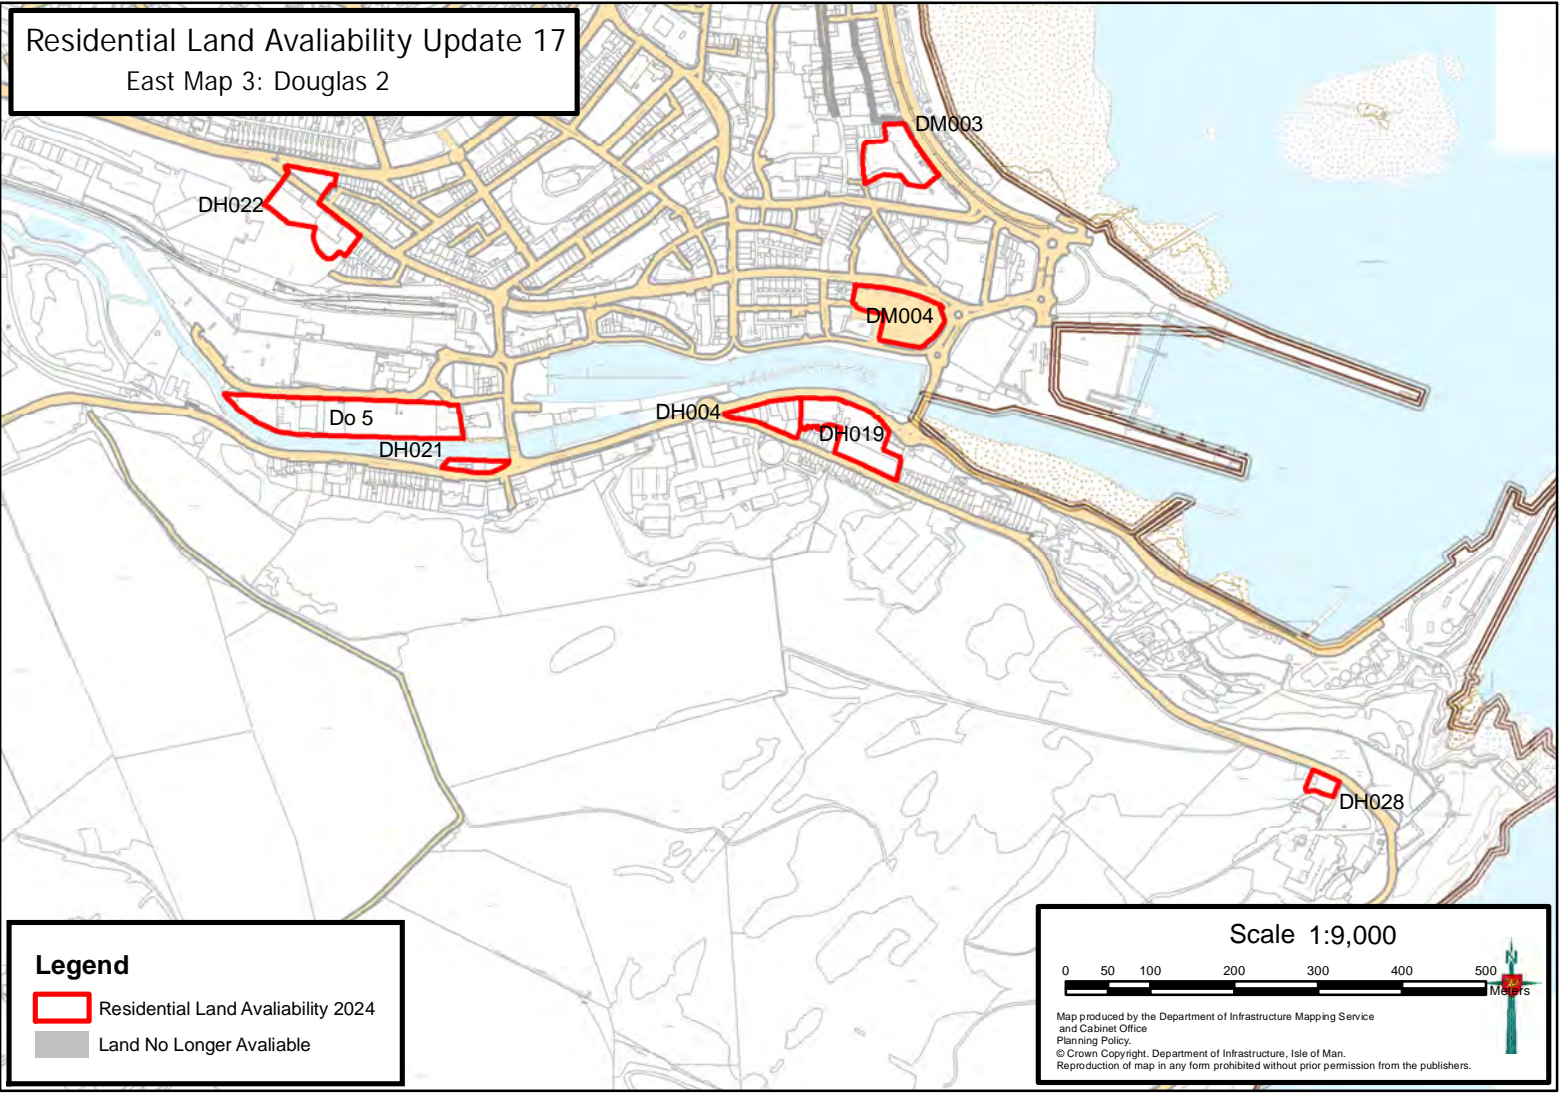 Residential Land Avaliability Update 17
East Map 3: Douglas 2
DM003
DH022
DM004
Do 5
DH004
DH019
DH021
DH028
Legend
Residential Land Avaliability 2024
Land No Longer Avaliable
Scale 1:9,000
0 50 100 200 300 400 500
Meters
N
Map produced by the Department of Infrastructure Mapping Service
and Cabinet Office
Planning Policy.
© Crown Copyright. Department of Infrastructure, Isle of Man.
Reproduction of map in any form prohibited without prior permission from the publishers.